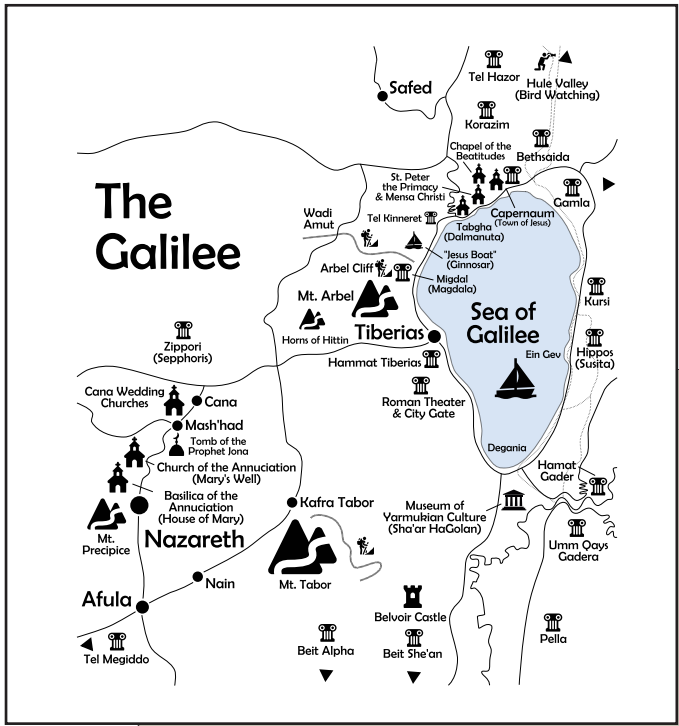 Safed
Tel Hazor
Hule Valley
(Bird Watching)
Korazim
Chapel of the
Beatitudes
Bethsaida
St. Peter
the Primacy
& Mensa Christi
Gamla
The
Galilee
Wadi
Amut
Tel Kinneret
Capernaum
(Town of Jesus)
Tabgha
(Dalmanuta)
"Jesus Boat"
(Ginnosar)
Arbel Cliff
Migdal
(Magdala)
Mt. Arbel
Kursi
Sea of
Galilee
Horns of Hittin
Tiberias
Zippori
(Sepphoris)
Hippos
(Susita)
Ein Gev
Hammat Tiberias
Cana Wedding
Churches
Cana
Roman Theater
& City Gate
Mash'had
Tomb of the
Prophet Jona
Degania
Church of the Annuciation
(Mary's Well)
Hamat
Gader
Basilica of the
Annuciation
(House of Mary)
Kafra Tabor
Museum of
Yarmukian Culture
(Sha'ar HaGolan)
Mt.
Precipice
Nazareth
Umm Qays
Gadera
Nain
Mt. Tabor
Afula
Belvoir Castle
Tel Megiddo
Beit Alpha
Beit She'an
Pella